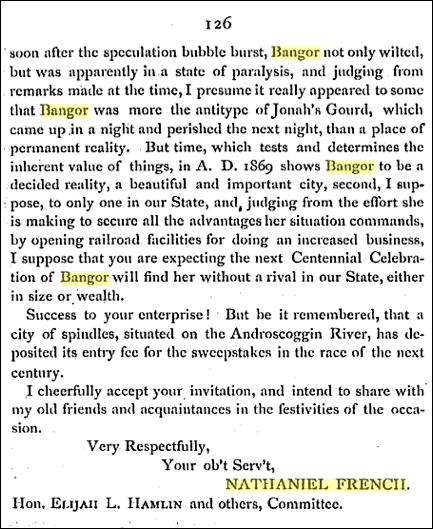 126
soon after the speculation bubble burst, Bangor not only wilted,
but was apparently in a state of paralysis, and judging from
remarks made at the time, I presume it really appeared to some
that Bangor was more the antitype of Jonah's Gourd, which
came up in a night and perished the next night, than a place of
permanent reality. But time, which tests and determines the
inherent value of things, in A. D. 1869 shows Bangor to be a
decided reality, a beautiful and important city, second, I sup-
pose, to only one in our State, and, judging from the effort she
is making to secure all the advantages her situation commands,
by opening railroad facilities for doing an increased business,
I suppose that you are expecting the next Centennial Celebra-
tion of Bangor will find her without a rival in our State, either
in size or wealth.
Success to your enterprise! But be it remembered, that a
city of spindles, situated on the Androscoggin River, has de-
posited its entry fee for the sweepstakes in the race of the next
century.
I cheerfully accept your invitation, and intend to share with
my old friends and acquaintances in the festivities of the occa-
sion.
Very Respectfully,
Your ob't Serv't,
NATHANIEL FRENCH.
Hon. ELIJAH L. HAMLIN and others, Committee.